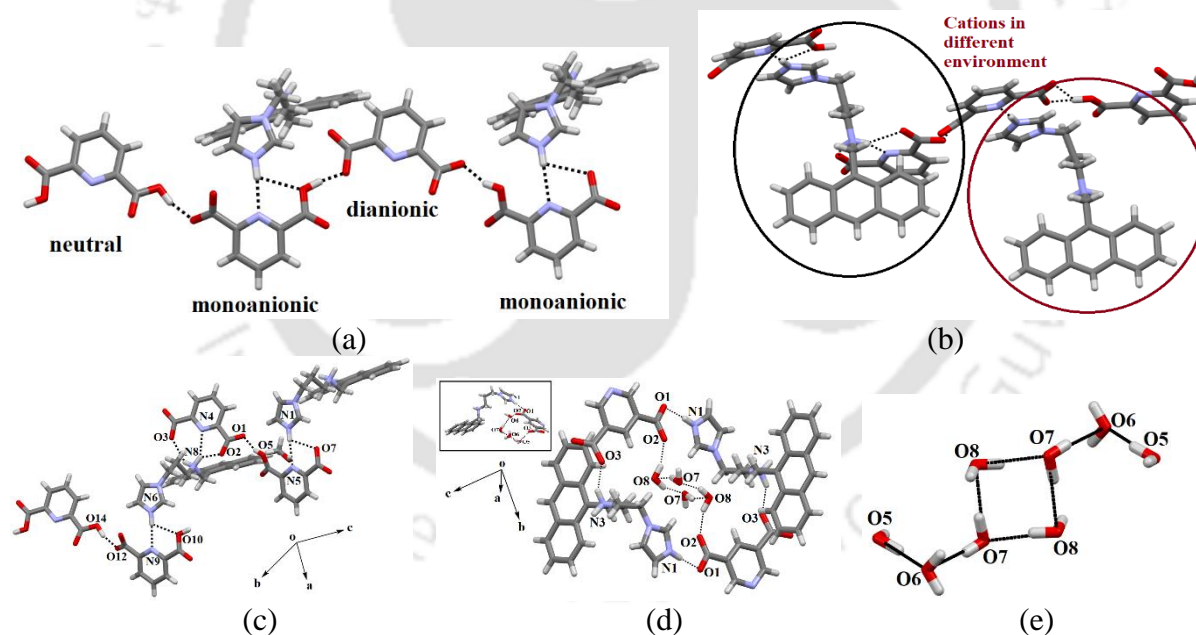 neutral
monoanionic
dianionic
monoanionic
(a)
Cations in
different
environment
(b)
N4
O3
N8
O1
O2
O5
N1
O7
N5
N6
O14
O12
N9
O10
o
c
b
a
(c)
o
c
a
b
O1
N1
O2
O3
N3
O8
O7
O7
O8
N3
O3
O2
N1
O1
(d)
O6
O7
O5
O8
O5
O6
O7
O8
(e)